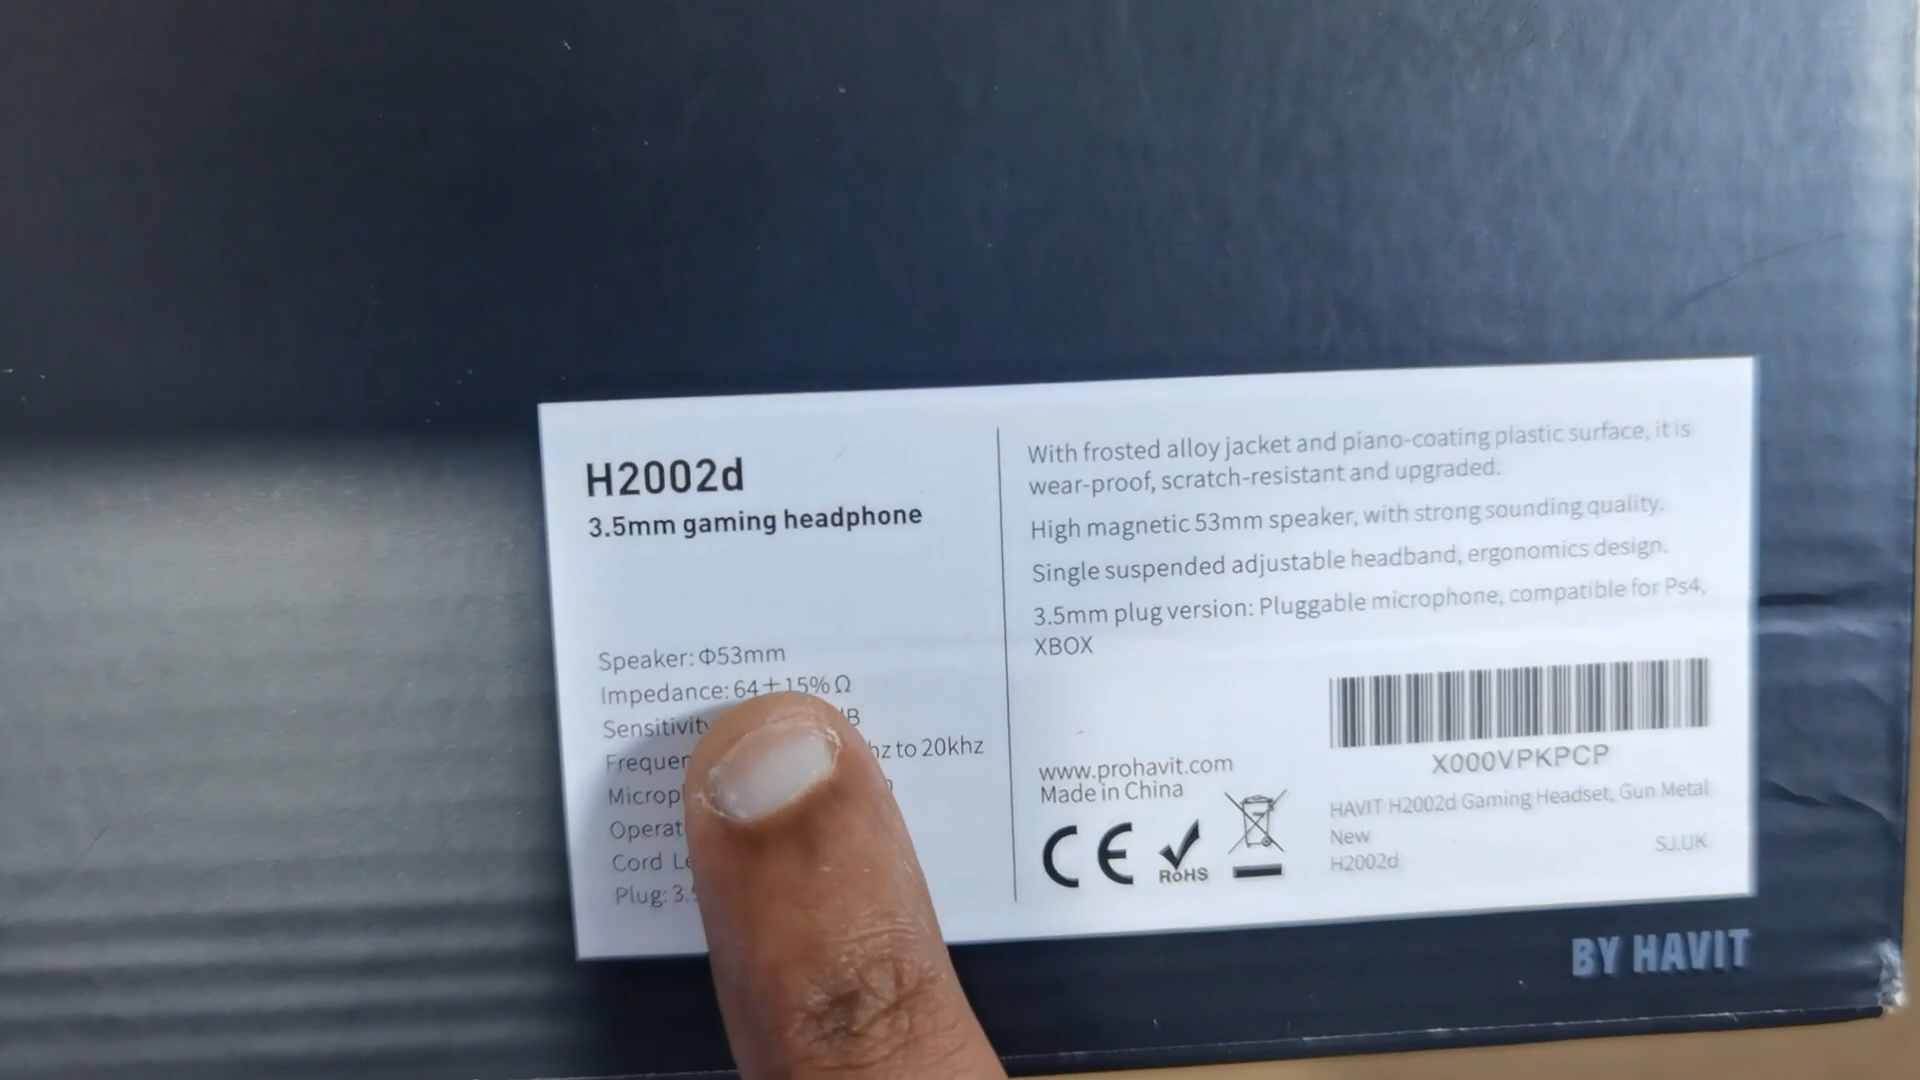 H2002d
3.5mm gaming headphone
Speaker: Φ53mm
Impedance: 64±15% Ω
Sensitivity
hz to 20khz
Plug:
With frosted alloy jacket and piano-coating plastic surface, it is
wear-proof, scratch-resistant and upgraded.
High magnetic 53mm speaker, with strong sounding quality.
Single suspended adjustable headband, ergonomics design.
3.5mm plug version: Pluggable microphone, compatible for Ps4,
XBOX
www.prohavit.com
Made in China
CE
RoHS
X000VPKPCP
HAVIT H2002d Gaming Headset, Gun Metal
New
H2002d
SJ.UK
BY HAVIT